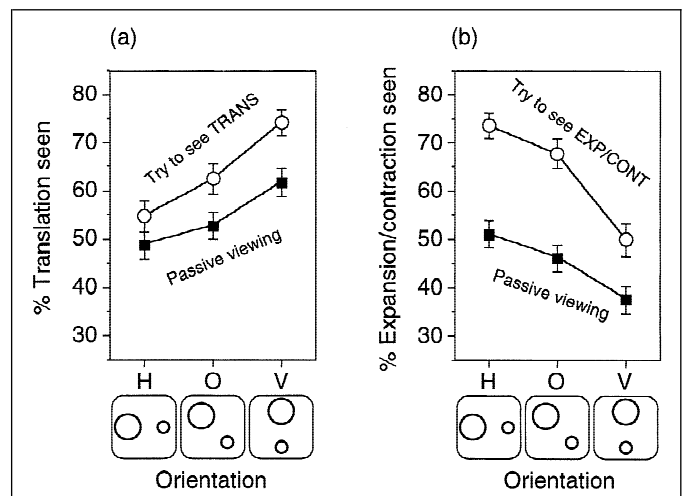 (a)
% Translation seen
80
70
60
50
40
30
Try to see TRANS
Passive viewing
H O V
Orientation
(b)
% Expansion/contraction seen
80
70
60
50
40
30
Try to see EXP/CONT
Passive viewing
H O V
Orientation